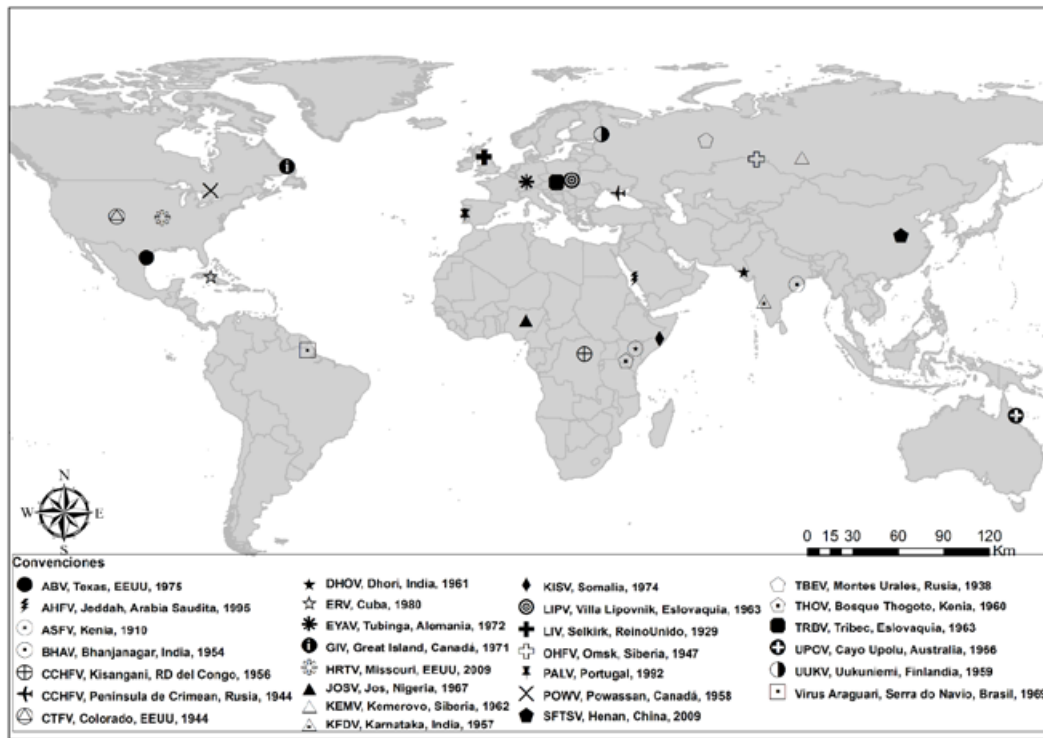 N
W E
S
0 15 30 60 90 120
Km
Convenciones
ABV, Texas, EEUU, 1975
AHFV, Jeddah, Arabia Saudita, 1995
ASFV, Kenia, 1910
BHAV, Bhanjanagar, India, 1954
CCHFV, Kisangani, RD del Congo, 1956
CCHFV, Peninsula de Crimean, Rusia, 1944
CTFV, Colorado, EEUU, 1944
DHOV, Dhori, India, 1961
ERV, Cuba, 1980
EYAV, Tubinga, Alemania, 1972
GIV, Great Island, Canadá, 1971
HRTV, Missouri, EEUU, 2009
JOSV, Jos, Nigeria, 1967
KEMV, Kemerovo, Siberia, 1962
KFDV, Karnataka, India, 1957
KISV, Somalia, 1974
LIPV, Villa Lipovnik, Eslovaquia, 1963
LIV, Selkirk, ReinoUnido, 1929
OHFV, Omsk, Siberia, 1947
PALV, Portugal, 1992
POWV, Powassan, Canadá, 1958
SFTSV, Henan, China, 2009
TBEV, Montes Urales, Rusia, 1938
THOV, Bosque Thogoto, Kenia, 1960
TRBV, Tribec, Eslovaquia, 1963
UPOV, Cayo Upolu, Australia, 1966
UUKV, Uukuniemi, Finlandia, 1959
Virus Araguari, Serra do Navio, Brasil, 1969